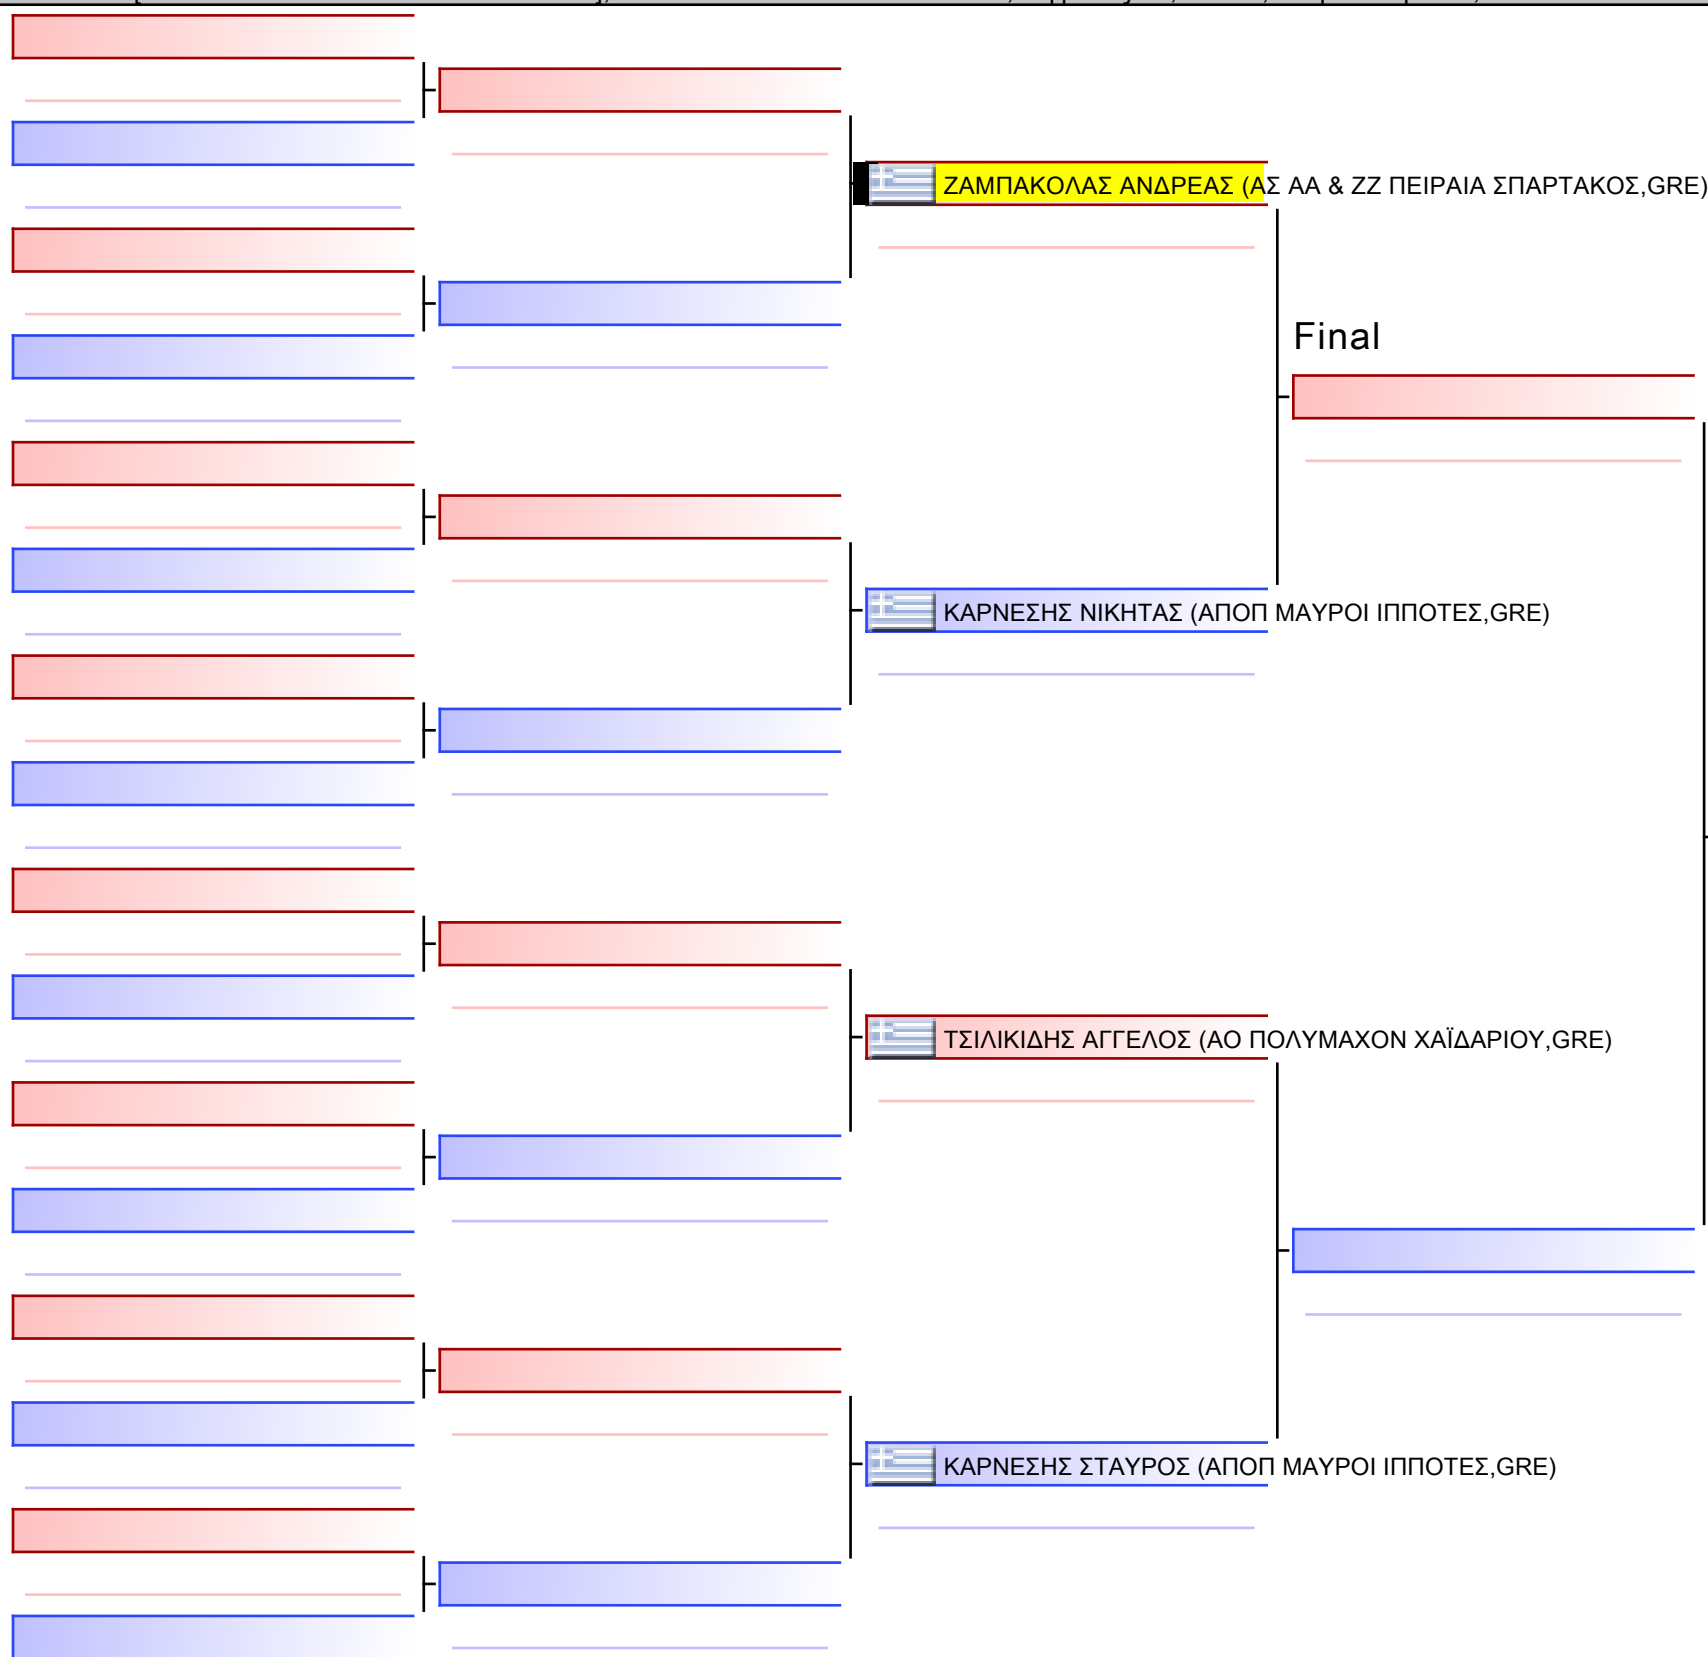 ΖΑΜΠΑΚΟΛΑΣ ΑΝΔΡΕΑΣ (ΑΣ ΑΑ & ΖΖ ΠΕΙΡΑΙΑ ΣΠΑΡΤΑΚΟΣ,GRE)
Final
ΚΑΡΝΕΣΗΣ ΝΙΚΗΤΑΣ (ΑΠΟΠ ΜΑΥΡΟΙ ΙΠΠΟΤΕΣ,GRE)
ΤΣΙΛΙΚΙΔΗΣ ΑΓΓΕΛΟΣ (ΑΟ ΠΟΛΥΜΑΧΟΝ ΧΑΪΔΑΡΙΟΥ,GRE)
ΚΑΡΝΕΣΗΣ ΣΤΑΥΡΟΣ (ΑΠΟΠ ΜΑΥΡΟΙ ΙΠΠΟΤΕΣ,GRE)